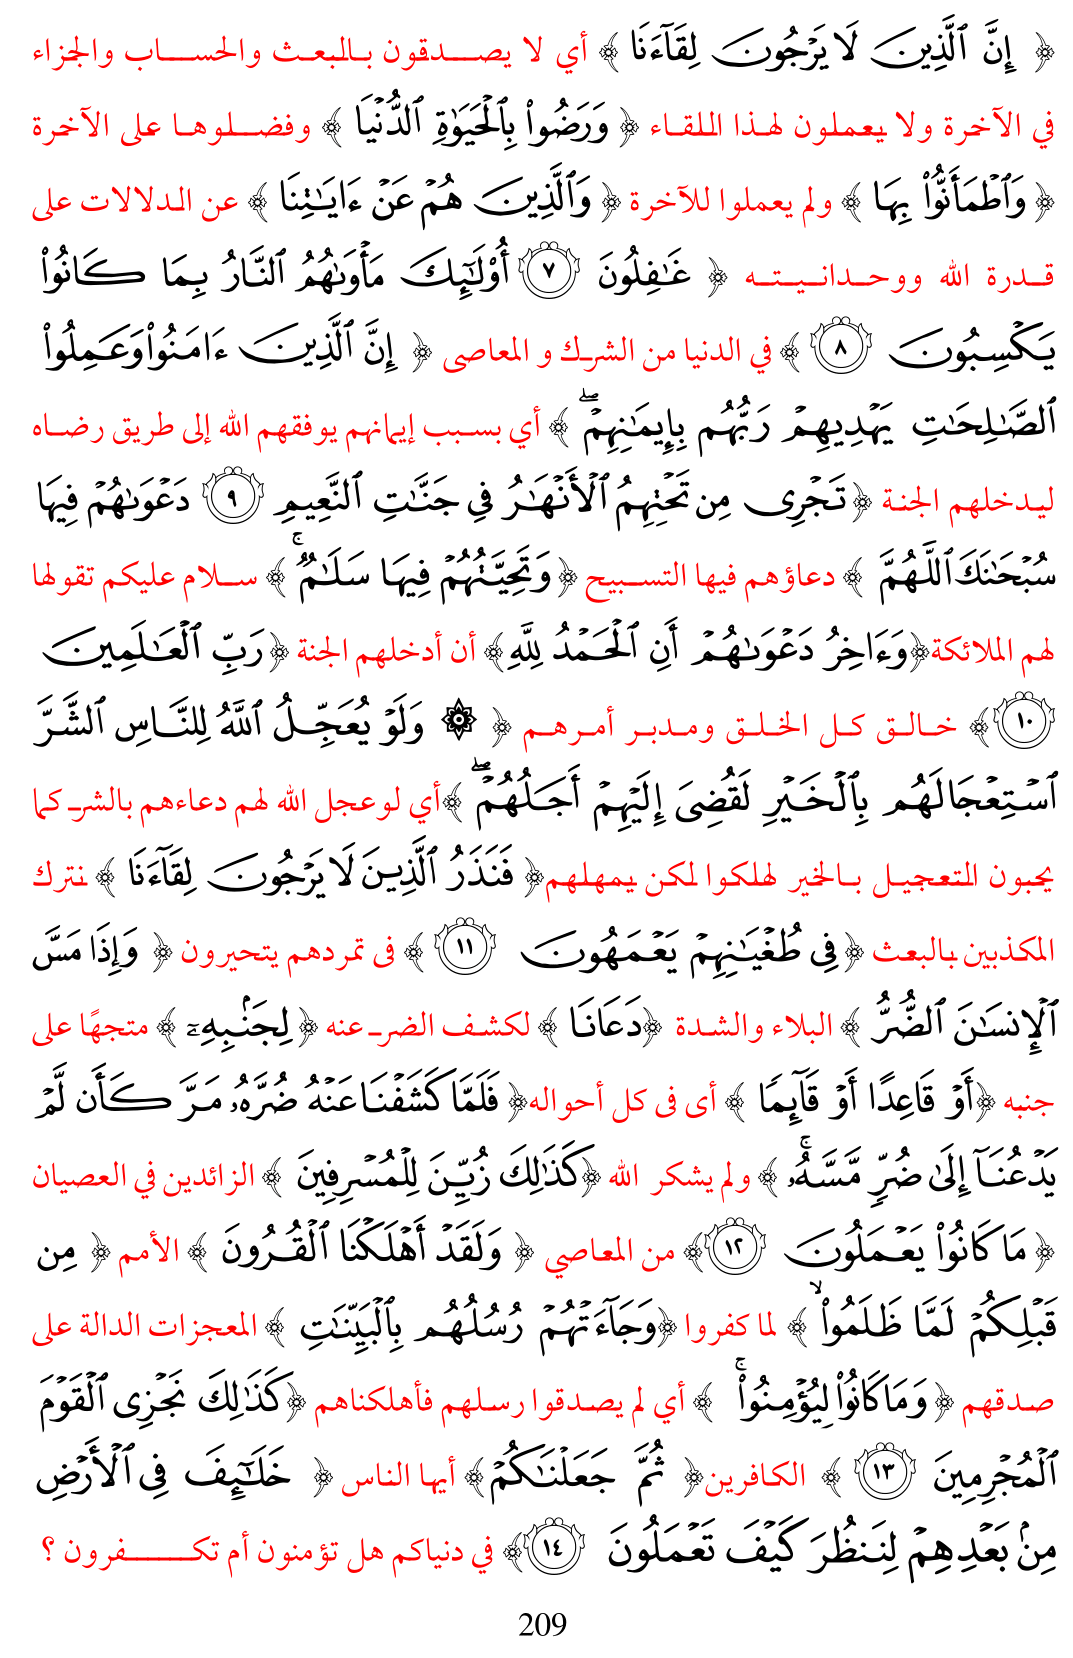 ﴿ إِنَّ ٱلَّذِينَ لَا يَرْجُونَ لِقَآءَنَا ﴾ أي لا يصدقون بالبعث والحساب والجزاء
في الآخرة ولا يعملون لهذا اللقاء ﴿ وَرَضُوا۟ بِٱلْحَيَوٰةِ ٱلدُّنْيَا ﴾ وفضلوها على الآخرة
﴿ وَٱطْمَأَنُّوا۟ بِهَا ﴾ ولم يعملوا للآخرة ﴿ وَٱلَّذِينَ هُمْ عَنْ ءَايَـٰتِنَا ﴾ عن الدلالات على
قدرة الله ووحدانيته ﴿ غَـٰفِلُونَ ٧ أُو۟لَـٰٓئِكَ مَأْوَىٰهُمُ ٱلنَّارُ بِمَا كَانُوا۟
يَكْسِبُونَ ٨ ﴾ في الدنيا من الشرك و المعاصى ﴿ إِنَّ ٱلَّذِينَ ءَامَنُوا۟ وَعَمِلُوا۟
ٱلصَّـٰلِحَـٰتِ يَهْدِيهِمْ رَبُّهُم بِإِيمَـٰنِهِمْ ۖ ﴾ أي بسبب إيمانهم يوفقهم الله إلى طريق رضاه
ليدخلهم الجنة ﴿ تَجْرِى مِن تَحْتِهِمُ ٱلْأَنْهَـٰرُ فِى جَنَّـٰتِ ٱلنَّعِيمِ ٩ دَعْوَىٰهُمْ فِيهَا
سُبْحَـٰنَكَ ٱللَّهُمَّ ﴾ دعاؤهم فيها التسبيح ﴿ وَتَحِيَّتُهُمْ فِيهَا سَلَـٰمٌ ۚ ﴾ سلام عليكم تقولها
لهم الملائكة ﴿وَءَاخِرُ دَعْوَىٰهُمْ أَنِ ٱلْحَمْدُ لِلَّهِ﴾ أن أدخلهم الجنة ﴿ رَبِّ ٱلْعَـٰلَمِينَ
١٠ ﴾ خالق كل الخلق ومدبر أمرهم ﴿ ۞ وَلَوْ يُعَجِّلُ ٱللَّهُ لِلنَّاسِ ٱلشَّرَّ
ٱسْتِعْجَالَهُم بِٱلْخَيْرِ لَقُضِىَ إِلَيْهِمْ أَجَلُهُمْ ۖ ﴾أي لو عجل الله لهم دعاءهم بالشر كما
يحبون التعجيل بالخير لهلكوا لكن يمهلهم﴿ فَنَذَرُ ٱلَّذِينَ لَا يَرْجُونَ لِقَآءَنَا ﴾ نترك
المكذبين بالبعث ﴿ فِى طُغْيَـٰنِهِمْ يَعْمَهُونَ ١١ ﴾ فى تمردهم يتحيرون ﴿ وَإِذَا مَسَّ
ٱلْإِنسَـٰنَ ٱلضُّرُّ ﴾ البلاء والشدة ﴿دَعَانَا ﴾ لكشف الضر عنه ﴿ لِجَنۢبِهِۦٓ ﴾ متجهًا على
جنبه ﴿أَوْ قَاعِدًا أَوْ قَآئِمًا ﴾ أى فى كل أحواله﴿ فَلَمَّا كَشَفْنَا عَنْهُ ضُرَّهُۥ مَرَّ كَأَن لَّمْ
يَدْعُنَآ إِلَىٰ ضُرٍّ مَّسَّهُۥ ۚ ﴾ ولم يشكر الله ﴿كَذَٰلِكَ زُيِّنَ لِلْمُسْرِفِينَ ﴾ الزائدين في العصيان
﴿ مَا كَانُوا۟ يَعْمَلُونَ ١٢﴾ من المعاصي ﴿ وَلَقَدْ أَهْلَكْنَا ٱلْقُرُونَ ﴾ الأمم ﴿ مِن
قَبْلِكُمْ لَمَّا ظَلَمُوا۟ ۙ ﴾ لما كفروا ﴿وَجَآءَتْهُمْ رُسُلُهُم بِٱلْبَيِّنَـٰتِ ﴾ المعجزات الدالة على
صدقهم ﴿ وَمَا كَانُوا۟ لِيُؤْمِنُوا۟ ۚ ﴾ أي لم يصدقوا رسلهم فأهلكناهم ﴿كَذَٰلِكَ نَجْزِى ٱلْقَوْمَ
ٱلْمُجْرِمِينَ ١٣ ﴾ الكافرين﴿ ثُمَّ جَعَلْنَـٰكُمْ﴾ أيها الناس ﴿ خَلَـٰٓئِفَ فِى ٱلْأَرْضِ
مِنۢ بَعْدِهِمْ لِنَنظُرَ كَيْفَ تَعْمَلُونَ ١٤﴾ في دنياكم هل تؤمنون أم تكفرون ؟
209